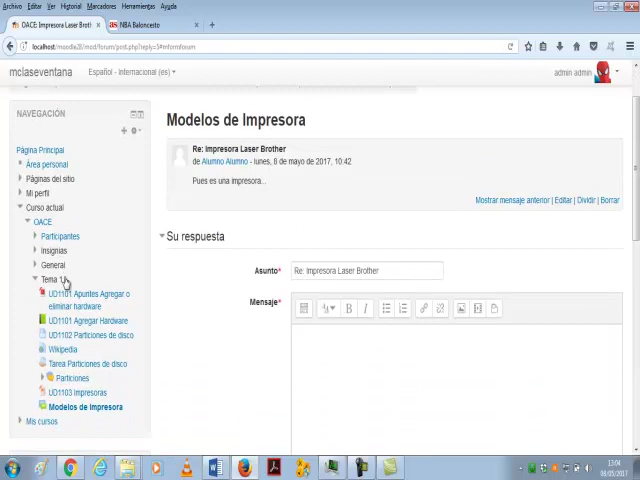 Archivo Editar Ver Historial Marcadores Herramientas Ayuda
OACE: Impresora Laser Broth
NBA Baloncesto
localhost/moodle28/mod/forum/post.php?reply=5#mformforum
mciaseventana
Español - Internacional (es)
admin admin
NAVEGACIÓN
Página Principal
Área personal
Páginas del sitio
Mi perfil
Curso actual
OACE
Participantes
Insignias
General
Tema 1
UD1101 Apuntes Agregar o
eliminar hardware
UD1101 Agregar Hardware
UD1102 Particiones de disco
Wikipedia
Tarea Particiones de disco
Particiones
UD1103 Impresoras
Modelos de Impresora
Mis cursos
Modelos de Impresora
Re: Impresora Laser Brother
de Alumno Alumno - lunes, 8 de mayo de 2017, 10:42
Pues es una impresora...
Mostrar mensaje anterior | Editar | Dividir | Borrar
Su respuesta
Asunto*
Re: Impresora Laser Brother
Mensaje*
B I
13:04
08/05/2017